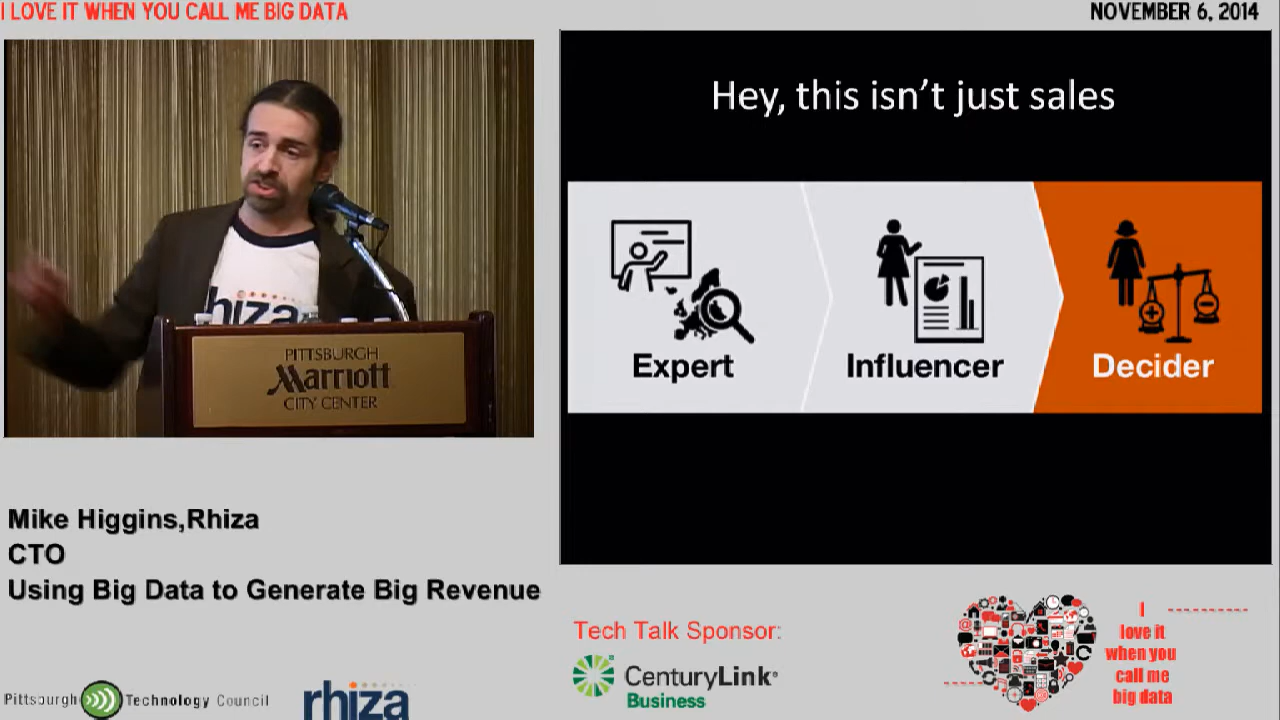 I LOVE IT WHEN YOU CALL ME BIG DATA
NOVEMBER 6, 2014
Hey, this isn't just sales
Expert
Influencer
Decider
rhiza
PITTSBURGH
Marriott
CITY CENTER
Mike Higgins,Rhiza
CTO
Using Big Data to Generate Big Revenue
Tech Talk Sponsor:
CenturyLink®
Business
I
love it
when you
call me
big data
Pittsburgh Technology Council
rhiza